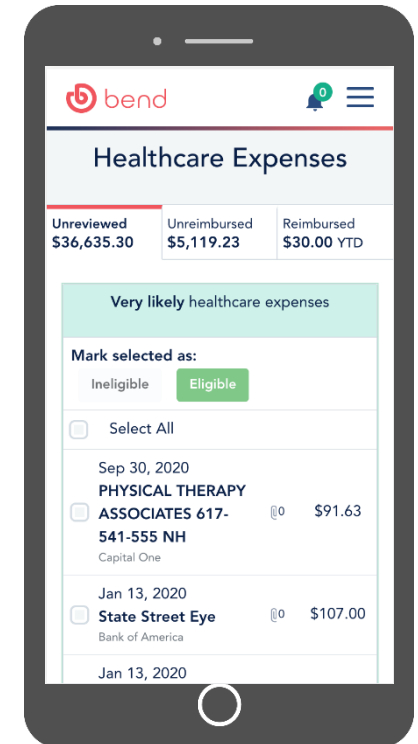 bend
0
Healthcare Expenses
Unreviewed Unreimbursed Reimbursed
$36,635.30 $5,119.23 $30.00 YTD
Very likely healthcare expenses
Mark selected as:
Ineligible Eligible
Select All
Sep 30, 2020
PHYSICAL THERAPY
ASSOCIATES 617- 0 $91.63
541-555 NH
Capital One
Jan 13, 2020
State Street Eye 0 $107.00
Bank of America
Jan 13, 2020